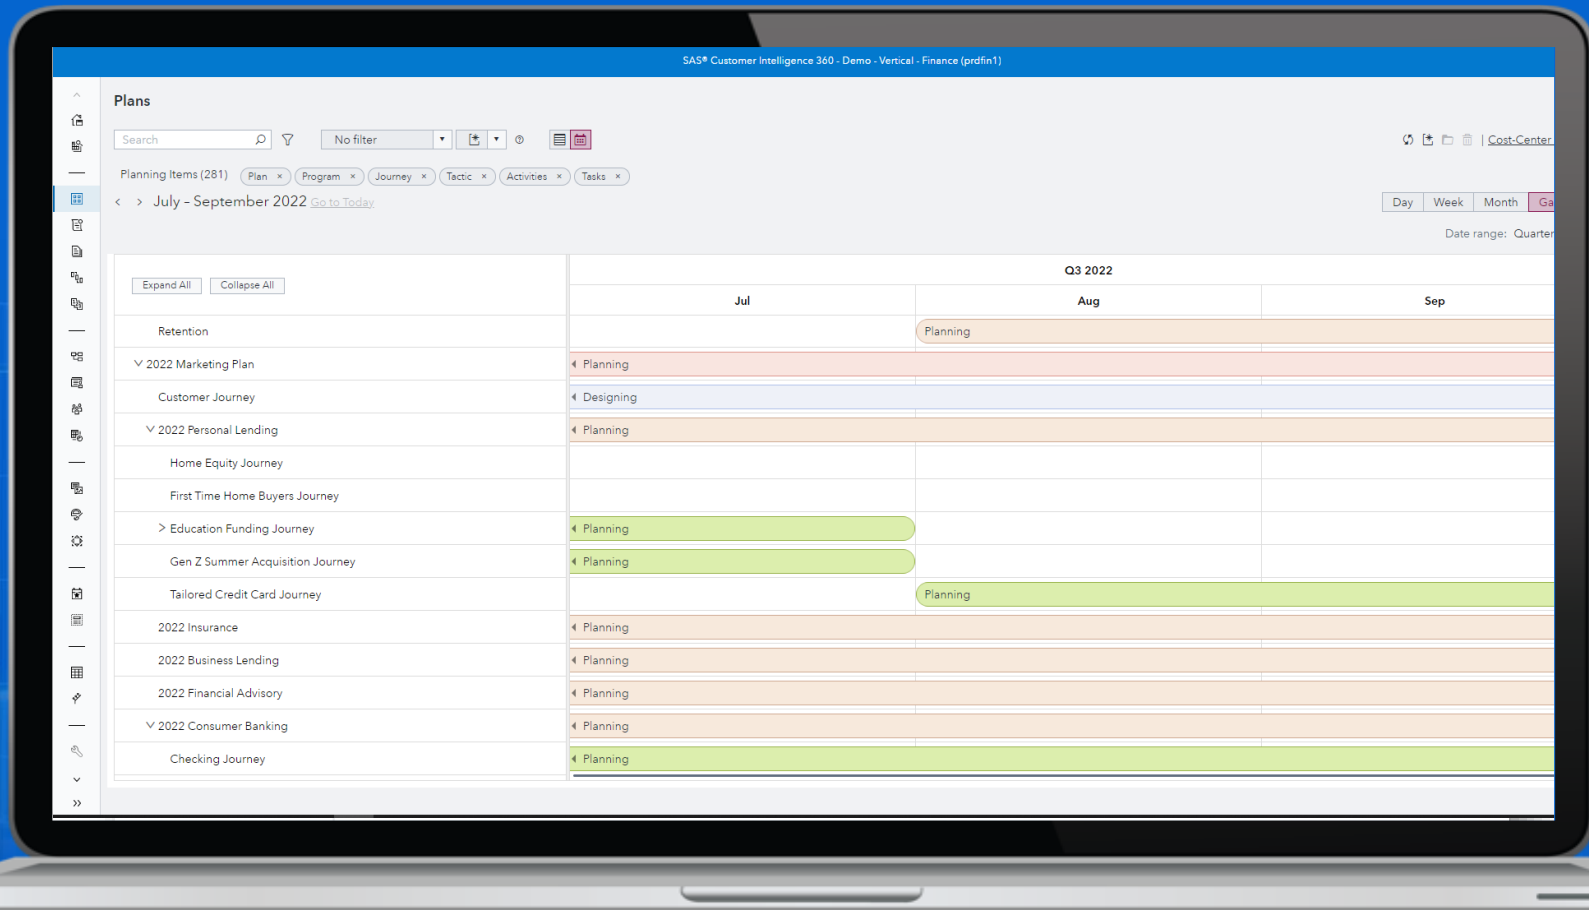 SAS® Customer Intelligence 360 - Demo - Vertical - Finance (prdfin1)
Plans
Search
No filter
Cost-Center
Planning Items (281) Plan × Program × Journey × Tactic × Activities × Tasks ×
July – September 2022 Go to Today
Day Week Month Ga
Date range: Quarter
Expand All Collapse All
Q3 2022
Jul Aug Sep
Retention Planning
2022 Marketing Plan Planning
Customer Journey Designing
2022 Personal Lending Planning
Home Equity Journey
First Time Home Buyers Journey
Education Funding Journey Planning
Gen Z Summer Acquisition Journey Planning
Tailored Credit Card Journey Planning
2022 Insurance Planning
2022 Business Lending Planning
2022 Financial Advisory Planning
2022 Consumer Banking Planning
Checking Journey Planning